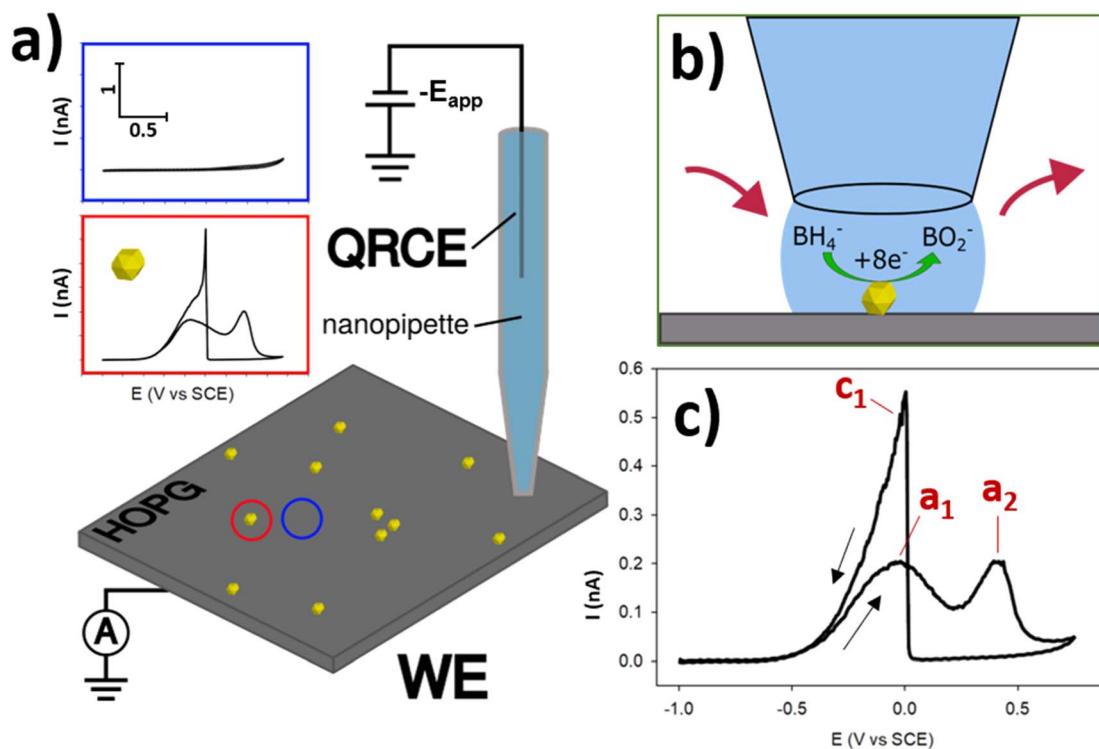 a)
I (nA)
1
0.5
I (nA)
E (V vs SCE)
-E_app
QRCE
nanopipette
HOPG
A
WE
b)
BH₄⁻
BO₂⁻
+8e⁻
c)
c₁
a₁
a₂
I (nA)
0.6
0.5
0.4
0.3
0.2
0.1
0.0
-1.0
-0.5
0.0
0.5
E (V vs SCE)